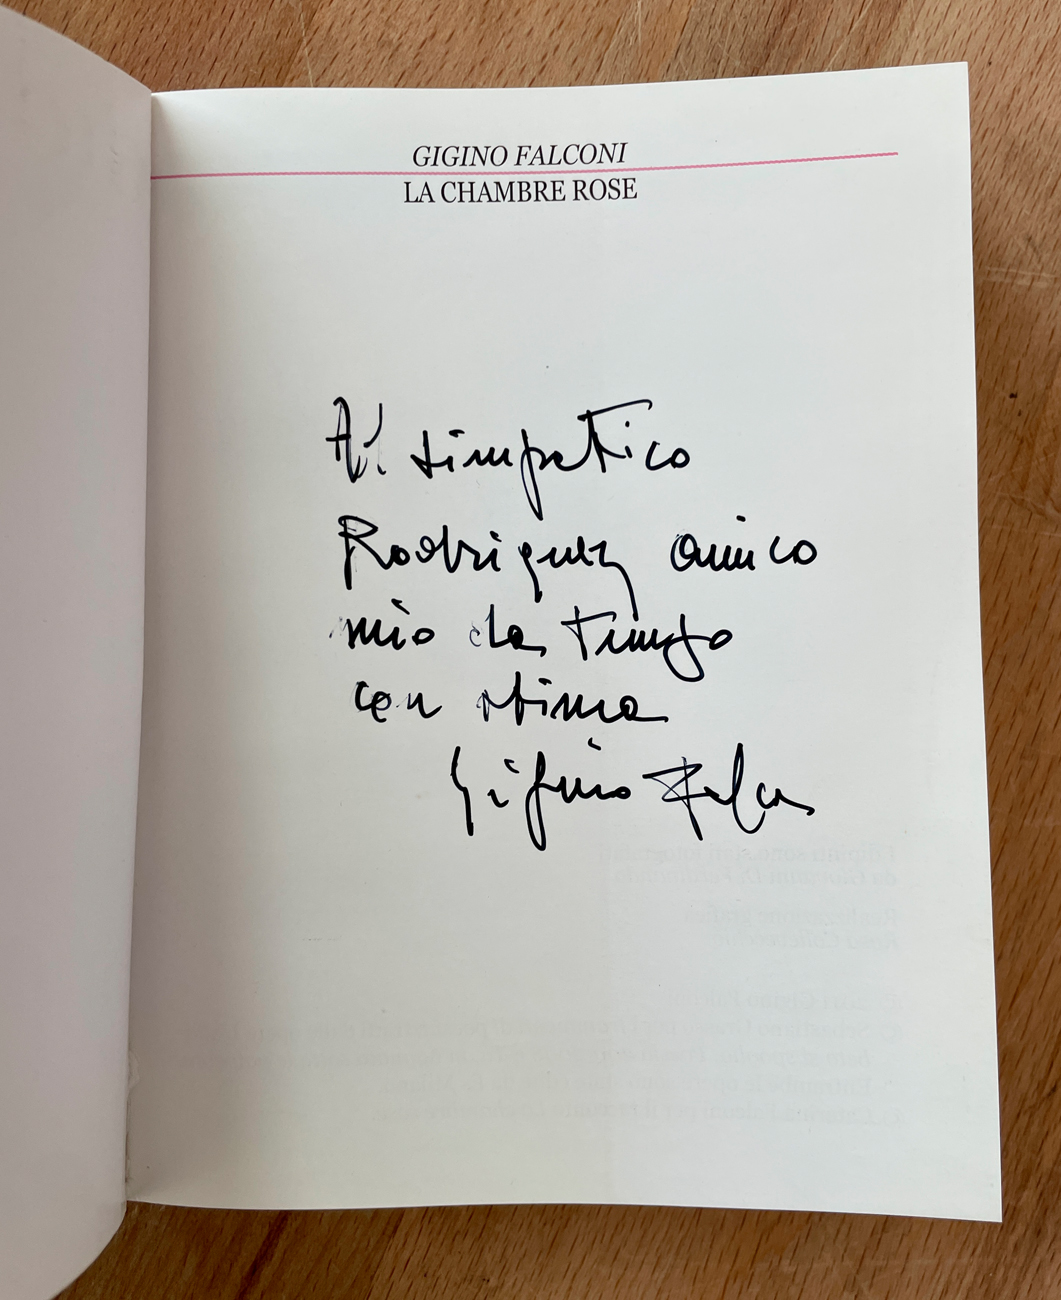 GIGINO FALCONI
LA CHAMBRE ROSE
Al simpatico
Rodriguez amico
mio da tempo
con stima
Gigino Falconi